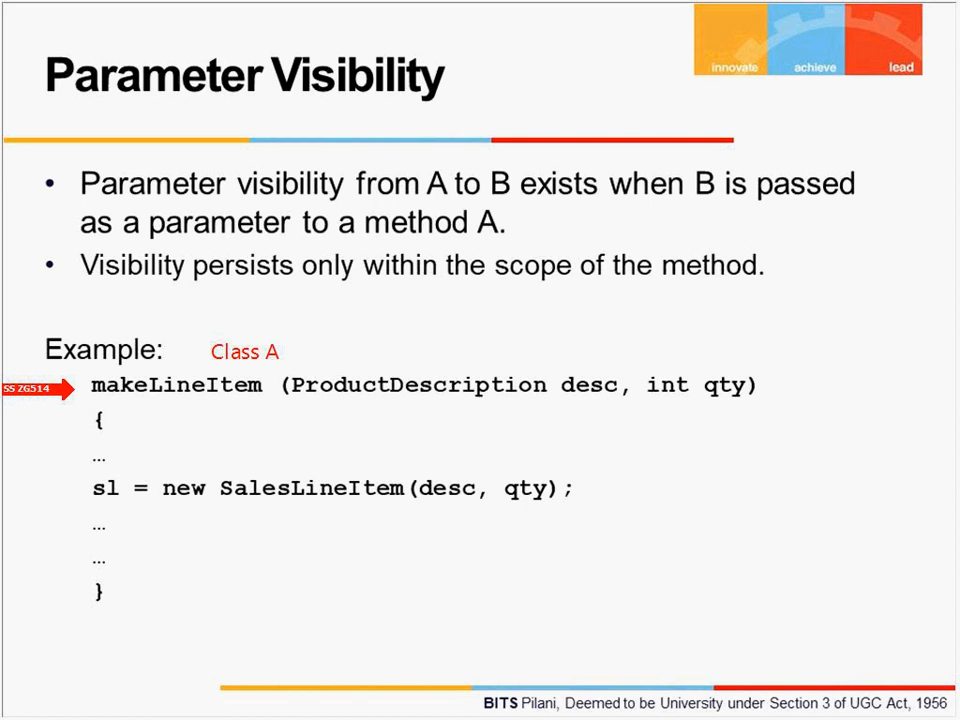 Parameter Visibility
innovate achieve lead
• Parameter visibility from A to B exists when B is passed
as a parameter to a method A.
• Visibility persists only within the scope of the method.
Example: Class A
SS ZG514
makeLineItem (ProductDescription desc, int qty)
{
…
sl = new SalesLineItem(desc, qty);
…
…
}
BITS Pilani, Deemed to be University under Section 3 of UGC Act, 1956